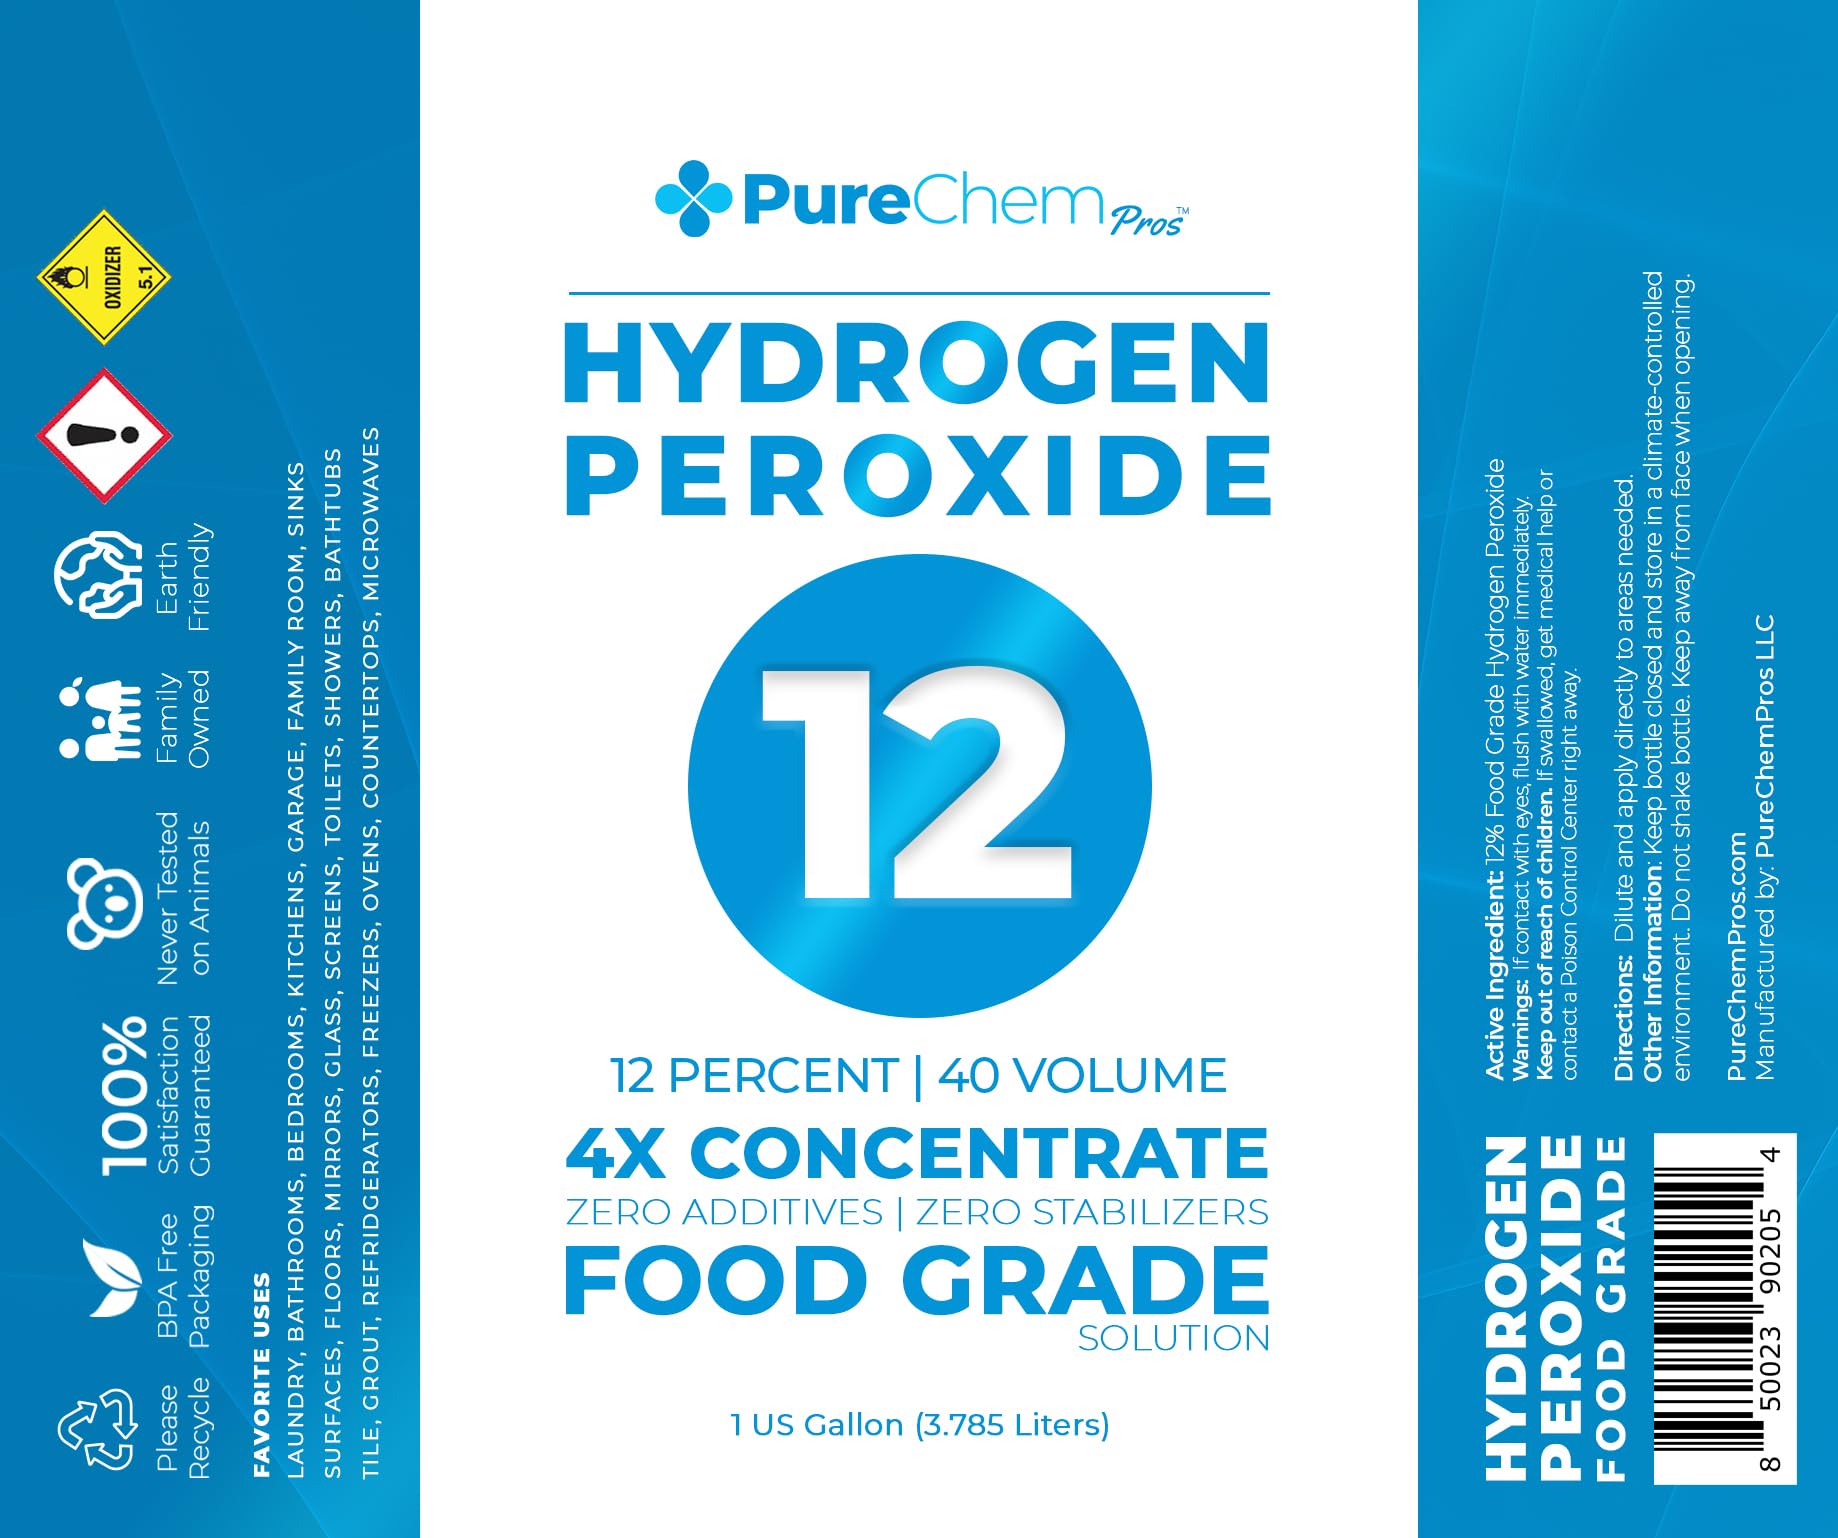 OXIDIZER
5.1
Earth
Friendly
Family
Owned
Never Tested
on Animals
100%
Satisfaction
Guaranteed
BPA Free
Packaging
Please
Recycle
FAVORITE USES
LAUNDRY, BATHROOMS, BEDROOMS, KITCHENS, GARAGE, FAMILY ROOM, SINKS
SURFACES, FLOORS, MIRRORS, GLASS, SCREENS, TOILETS, SHOWERS, BATHTUBS
TILE, GROUT, REFRIDGERATORS, FREEZERS, OVENS, COUNTERTOPS, MICROWAVES
PureChem Pros™
HYDROGEN
PEROXIDE
12
12 PERCENT | 40 VOLUME
4X CONCENTRATE
ZERO ADDITIVES | ZERO STABILIZERS
FOOD GRADE
SOLUTION
1 US Gallon (3.785 Liters)
Active Ingredient: 12% Food Grade Hydrogen Peroxide
Warnings: If contact with eyes, flush with water immediately.
Keep out of reach of children. If swallowed, get medical help or
contact a Poison Control Center right away.
Directions: Dilute and apply directly to areas needed.
Other Information: Keep bottle closed and store in a climate-controlled
environment. Do not shake bottle. Keep away from face when opening.
PureChemPros.com
Manufactured by: PureChemPros LLC
HYDROGEN
PEROXIDE
FOOD GRADE
8 50023 90205 4